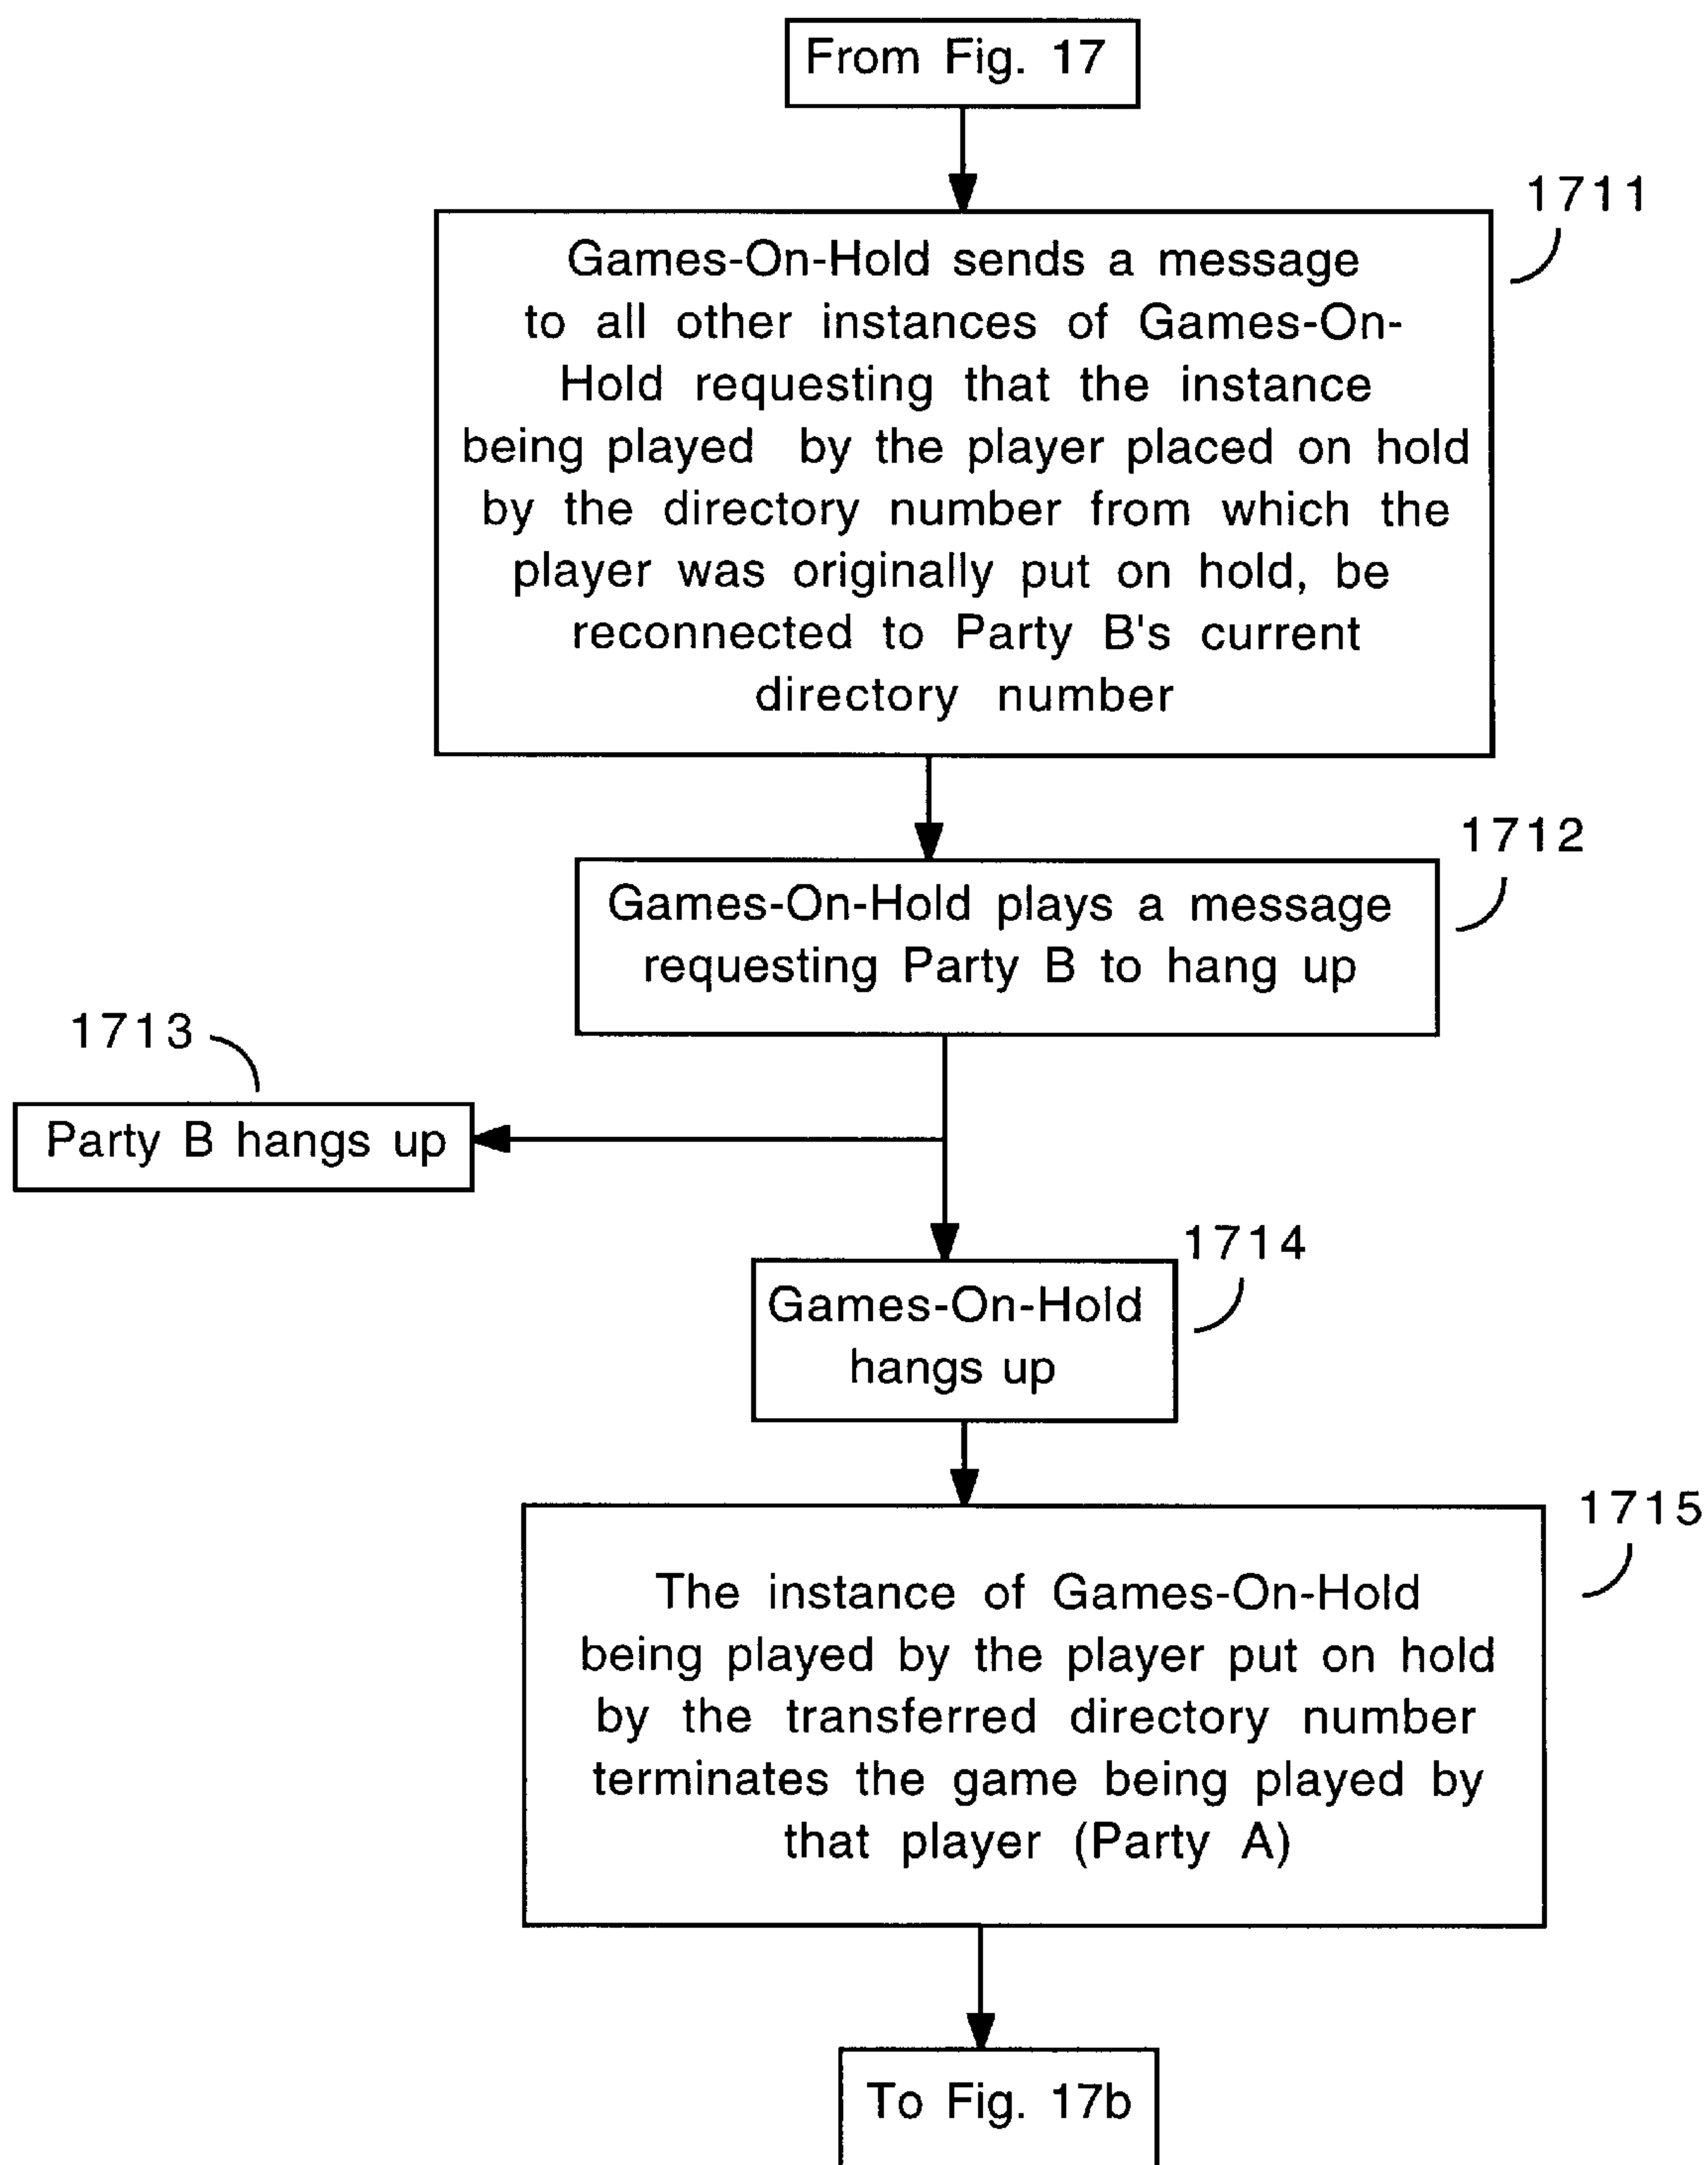 From Fig. 17
1711
Games-On-Hold sends a message
to all other instances of Games-On-
Hold requesting that the instance
being played by the player placed on hold
by the directory number from which the
player was originally put on hold, be
reconnected to Party B's current
directory number
1712
Games-On-Hold plays a message
requesting Party B to hang up
1713
Party B hangs up
1714
Games-On-Hold
hangs up
1715
The instance of Games-On-Hold
being played by the player put on hold
by the transferred directory number
terminates the game being played by
that player (Party A)
To Fig. 17b